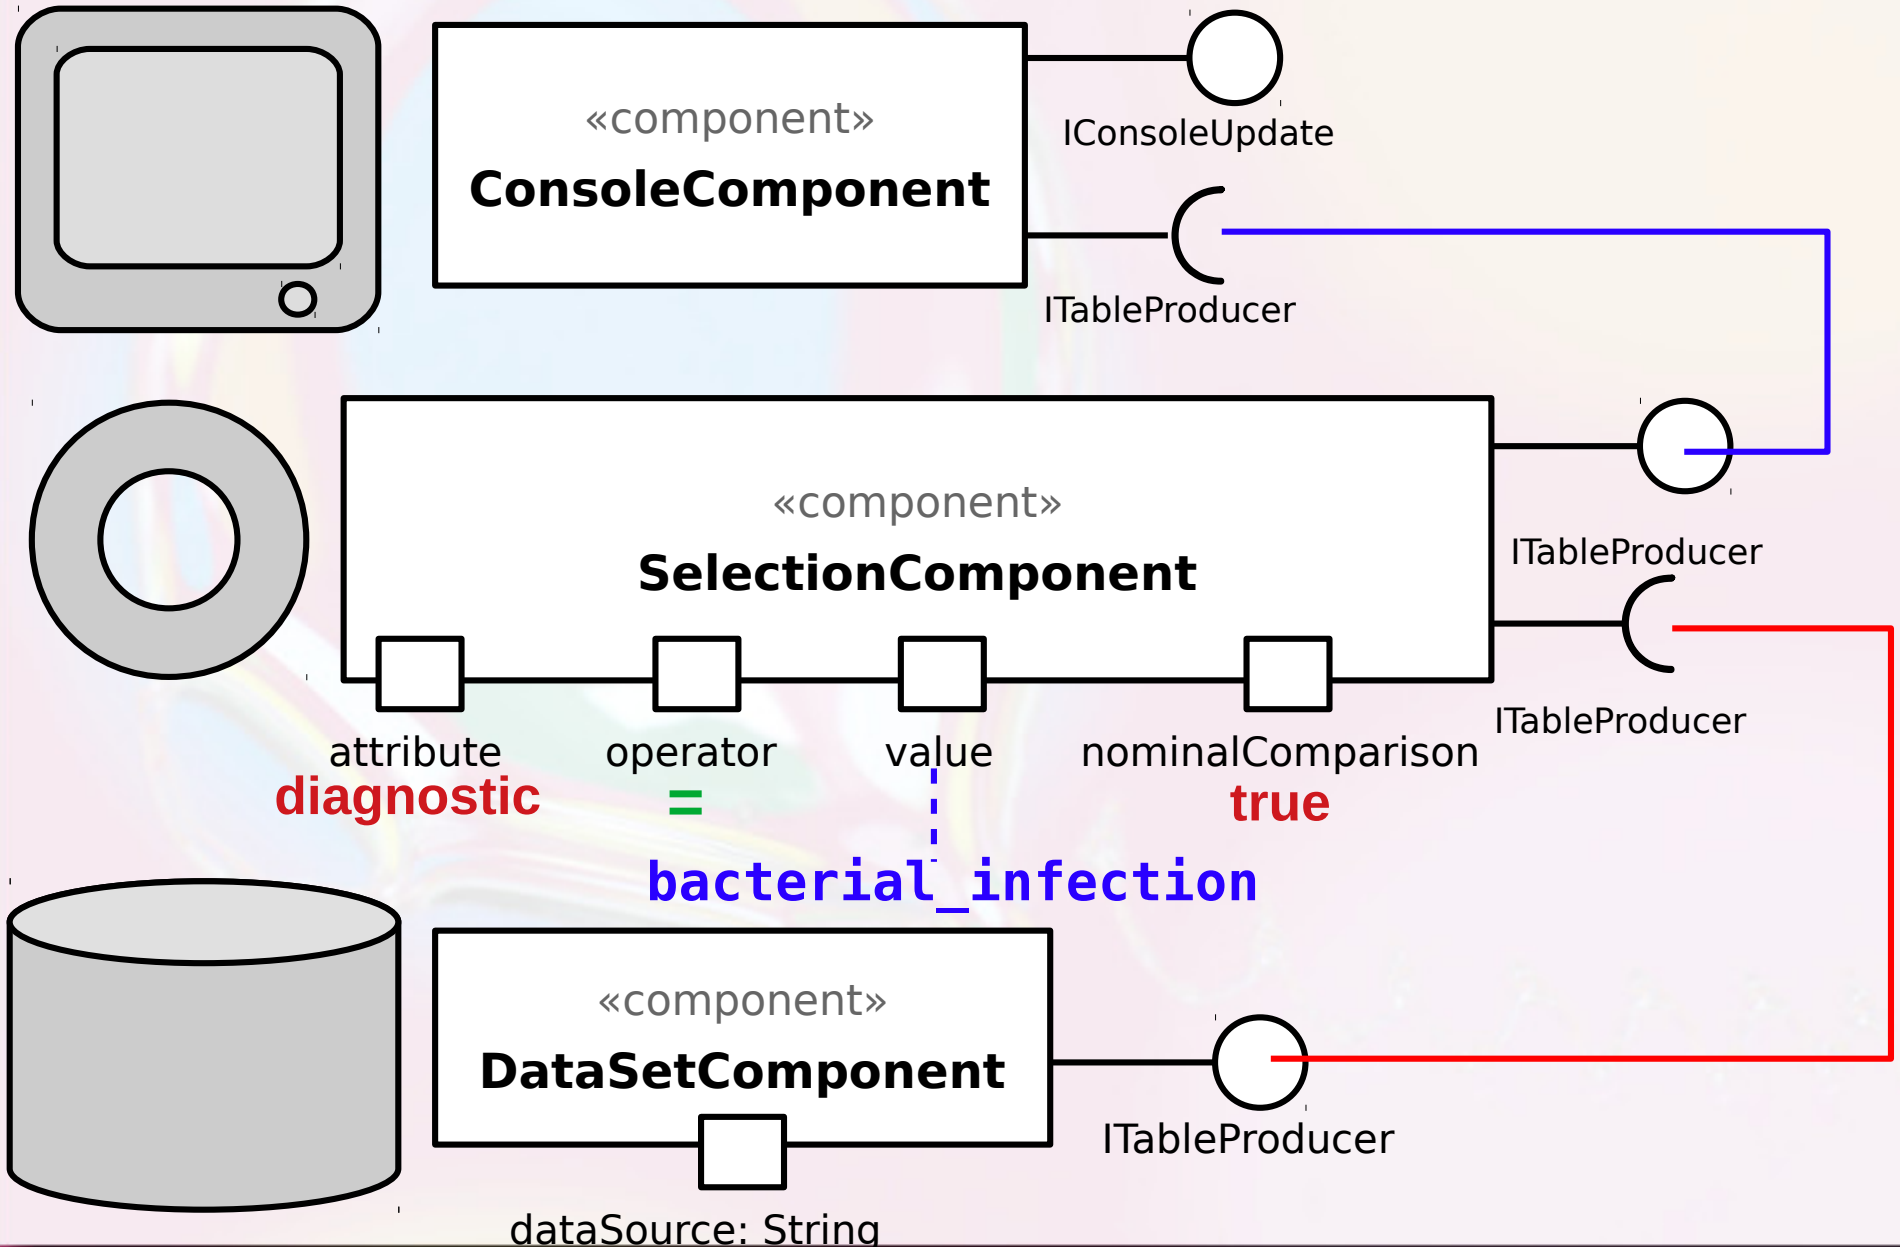 «component»
ConsoleComponent
IConsoleUpdate
ITableProducer
«component»
SelectionComponent
ITableProducer
ITableProducer
attribute operator value nominalComparison
diagnostic = true
bacterial_infection
«component»
DataSetComponent
ITableProducer
dataSource: String